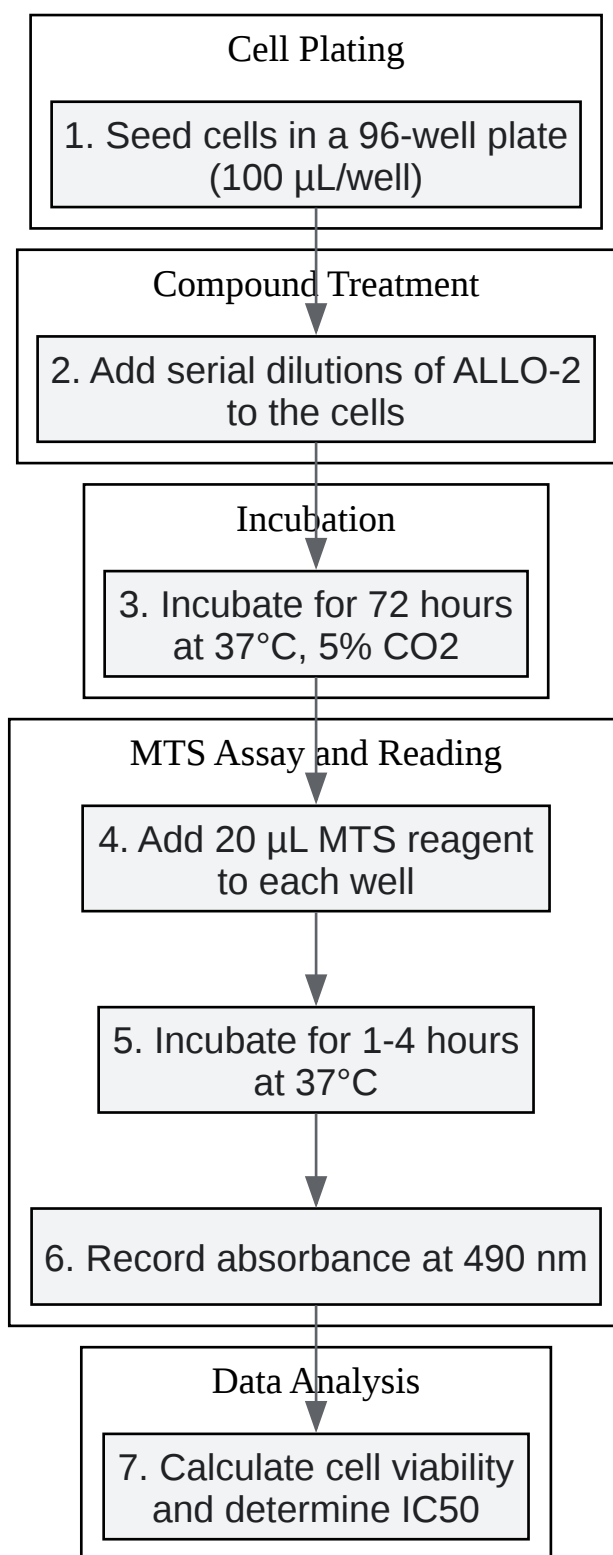 Cell Plating
1. Seed cells in a 96-well plate
(100 µL/well)
Compound Treatment
2. Add serial dilutions of ALLO-2
to the cells
Incubation
3. Incubate for 72 hours
at 37°C, 5% CO2
MTS Assay and Reading
4. Add 20 µL MTS reagent
to each well
5. Incubate for 1-4 hours
at 37°C
6. Record absorbance at 490 nm
Data Analysis
7. Calculate cell viability
and determine IC50